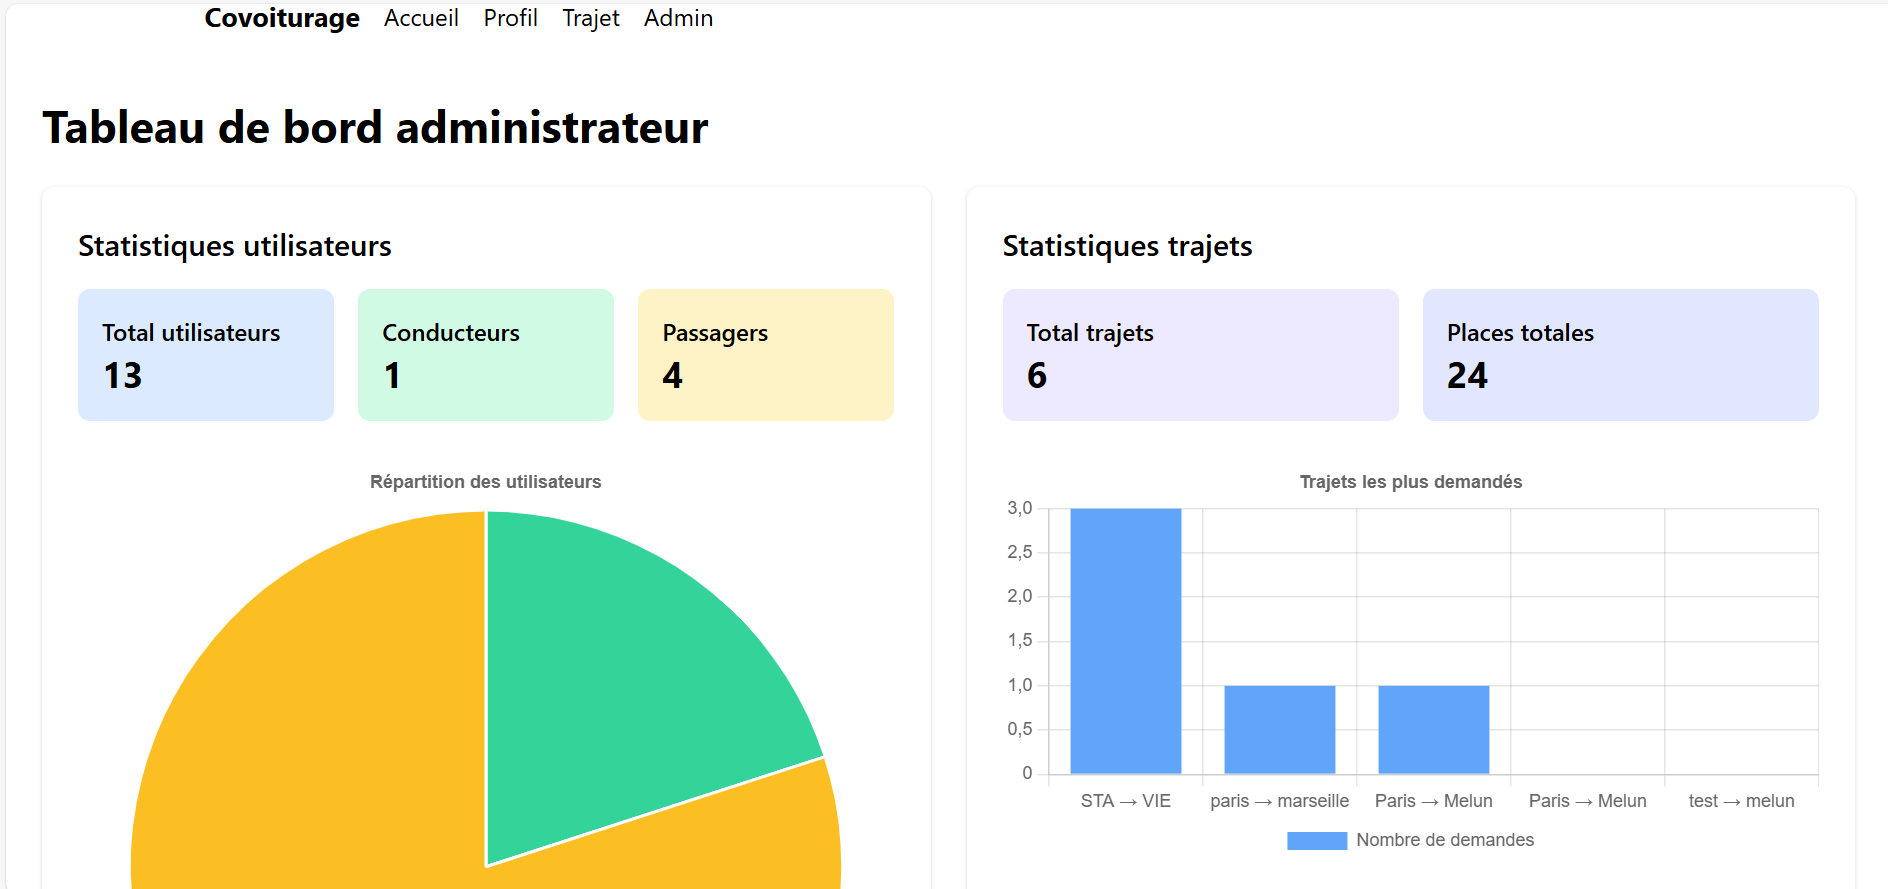 Covoiturage Accueil Profil Trajet Admin
Tableau de bord administrateur
Statistiques utilisateurs
Total utilisateurs
13
Conducteurs
1
Passagers
4
Répartition des utilisateurs
Statistiques trajets
Total trajets
6
Places totales
24
Trajets les plus demandés
3,0
2,5
2,0
1,5
1,0
0,5
0
STA → VIE paris → marseille Paris → Melun Paris → Melun test → melun
Nombre de demandes